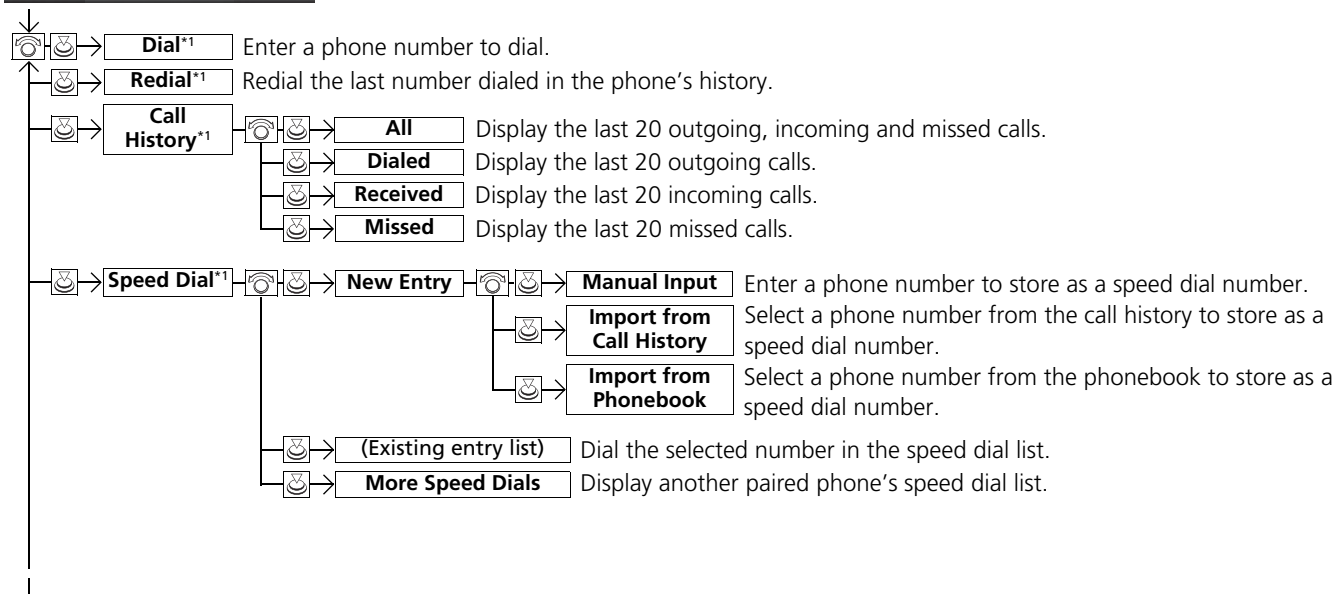 Dial*1 Enter a phone number to dial.
Redial*1 Redial the last number dialed in the phone's history.
Call
History*1
All Display the last 20 outgoing, incoming and missed calls.
Dialed Display the last 20 outgoing calls.
Received Display the last 20 incoming calls.
Missed Display the last 20 missed calls.
Speed Dial*1 New Entry Manual Input Enter a phone number to store as a speed dial number.
Import from
Call History
Select a phone number from the call history to store as a
speed dial number.
Import from
Phonebook
Select a phone number from the phonebook to store as a
speed dial number.
(Existing entry list) Dial the selected number in the speed dial list.
More Speed Dials Display another paired phone's speed dial list.